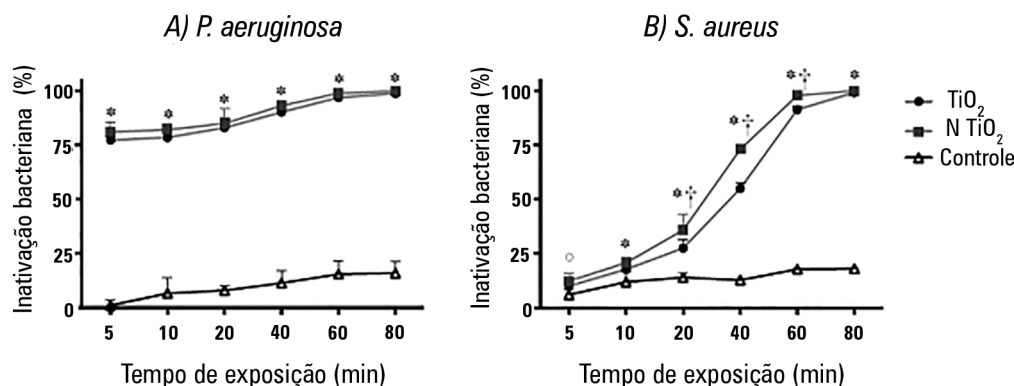 A) P. aeruginosa
Inativação bacteriana (%)
100
75
50
25
0
* * * * * *
5 10 20 40 60 80
Tempo de exposição (min)
B) S. aureus
Inativação bacteriana (%)
100
75
50
25
0
○ * *† *† *† *
5 10 20 40 60 80
Tempo de exposição (min)
TiO₂
N TiO₂
Controle